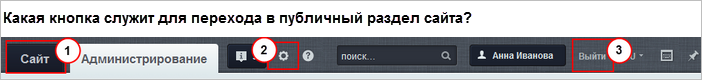 Какая кнопка служит для перехода в публичный раздел сайта?
Сайт 1 Администрирование 2 поиск... Анна Иванова Выйти 3